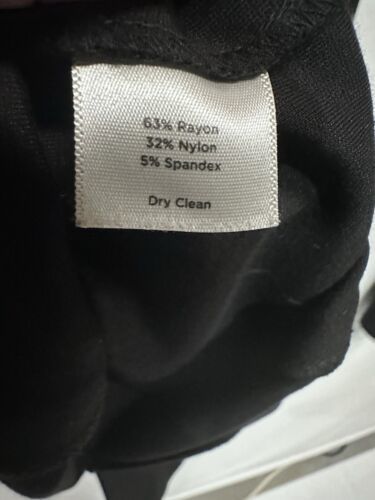 63% Rayon
32% Nylon
5% Spandex
Dry Clean